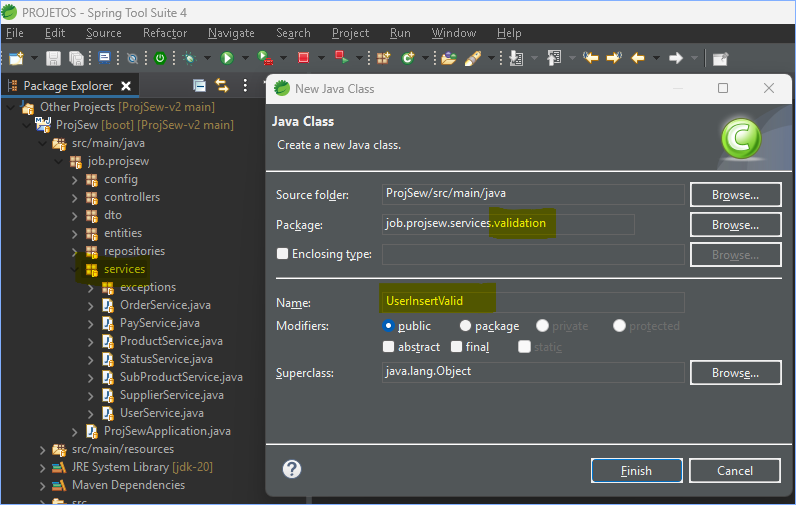 PROJETOS - Spring Tool Suite 4
File Edit Source Refactor Navigate Search Project Run Window Help
Package Explorer
Other Projects [ProjSew-v2 main]
ProjSew [boot] [ProjSew-v2 main]
src/main/java
job.projsew
config
controllers
dto
entities
repositories
services
exceptions
OrderService.java
PayService.java
ProductService.java
StatusService.java
SubProductService.java
SupplierService.java
UserService.java
ProjSewApplication.java
src/main/resources
JRE System Library [jdk-20]
Maven Dependencies
src
New Java Class
Java Class
Create a new Java class.
C
Source folder: ProjSew/src/main/java Browse...
Package: job.projsew.services.validation Browse...
Enclosing type: Browse...
Name: UserInsertValid
Modifiers: public package private protected
abstract final static
Superclass: java.lang.Object Browse...
? Finish Cancel